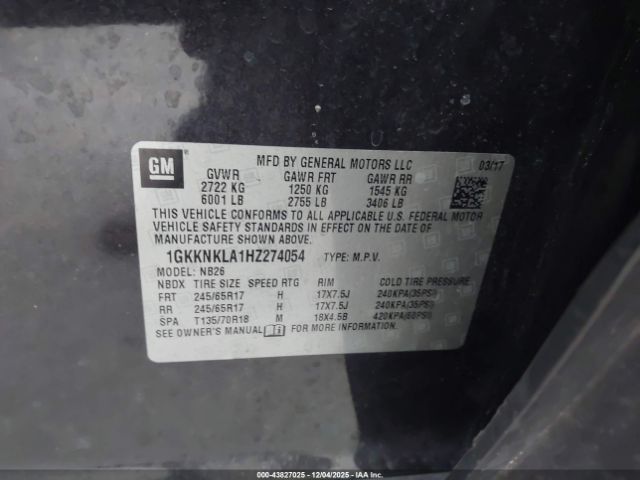 GM
MFD BY GENERAL MOTORS LLC 03/17
GVWR GAWR FRT GAWR RR
2722 KG 1250 KG 1545 KG
6001 LB 2755 LB 3406 LB
THIS VEHICLE CONFORMS TO ALL APPLICABLE U.S. FEDERAL MOTOR
VEHICLE SAFETY STANDARDS IN EFFECT ON THE DATE OF
MANUFACTURE SHOWN ABOVE.
1GKKNKLA1HZ274054 TYPE: M.P.V.
MODEL: NB26
NBDX TIRE SIZE SPEED RTG RIM COLD TIRE PRESSURE
FRT 245/65R17 H 17X7.5J 240KPA(35PSI)
RR 245/65R17 H 17X7.5J 240KPA(35PSI)
SPA T135/70R18 M 18X4.5B 420KPA(60PSI)
SEE OWNER'S MANUAL FOR MORE INFORMATION.
000-43827025 - 12/04/2025 - IAAI.COM